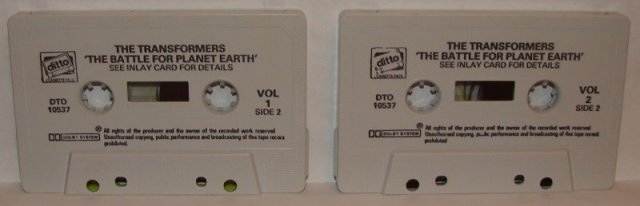 ditto
CASSETTE PACK
THE TRANSFORMERS
'THE BATTLE FOR PLANET EARTH'
SEE INLAY CARD FOR DETAILS
DTO
10537
VOL
1
SIDE 2
DOLBY SYSTEM
℗ All rights of the producer and the owner of the recorded work reserved
Unauthorised copying, public performance and broadcasting of this tape record
prohibited
ditto
THE TRANSFORMERS
'THE BATTLE FOR PLANET EARTH'
SEE INLAY CARD FOR DETAILS
DTO
10537
VOL
2
SIDE 2
DOLBY SYSTEM
℗ All rights of the producer and the owner of the recorded work reserved
Unauthorised copying, public performance and broadcasting of this tape record
prohibited